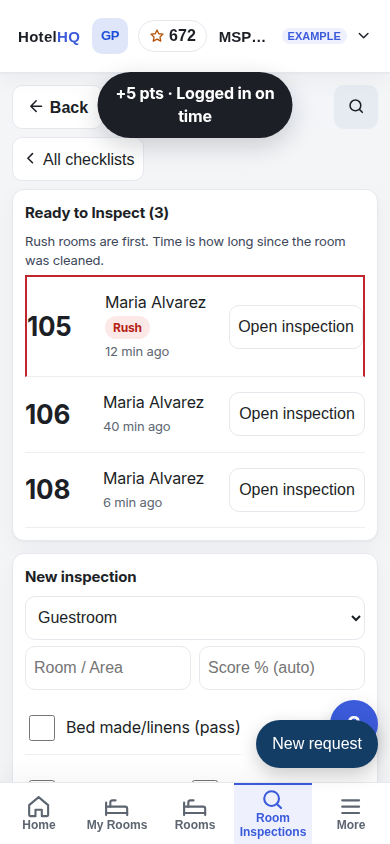 HotelHQ
GP
672
MSP...
EXAMPLE
+5 pts · Logged in on
time
Back
All checklists
Ready to Inspect (3)
Rush rooms are first. Time is how long since the room
was cleaned.
105
Maria Alvarez
Rush
12 min ago
Open inspection
106
Maria Alvarez
40 min ago
Open inspection
108
Maria Alvarez
6 min ago
Open inspection
New inspection
Guestroom
Room / Area
Score % (auto)
Bed made/linens (pass)
New request
Home
My Rooms
Rooms
Room
Inspections
More